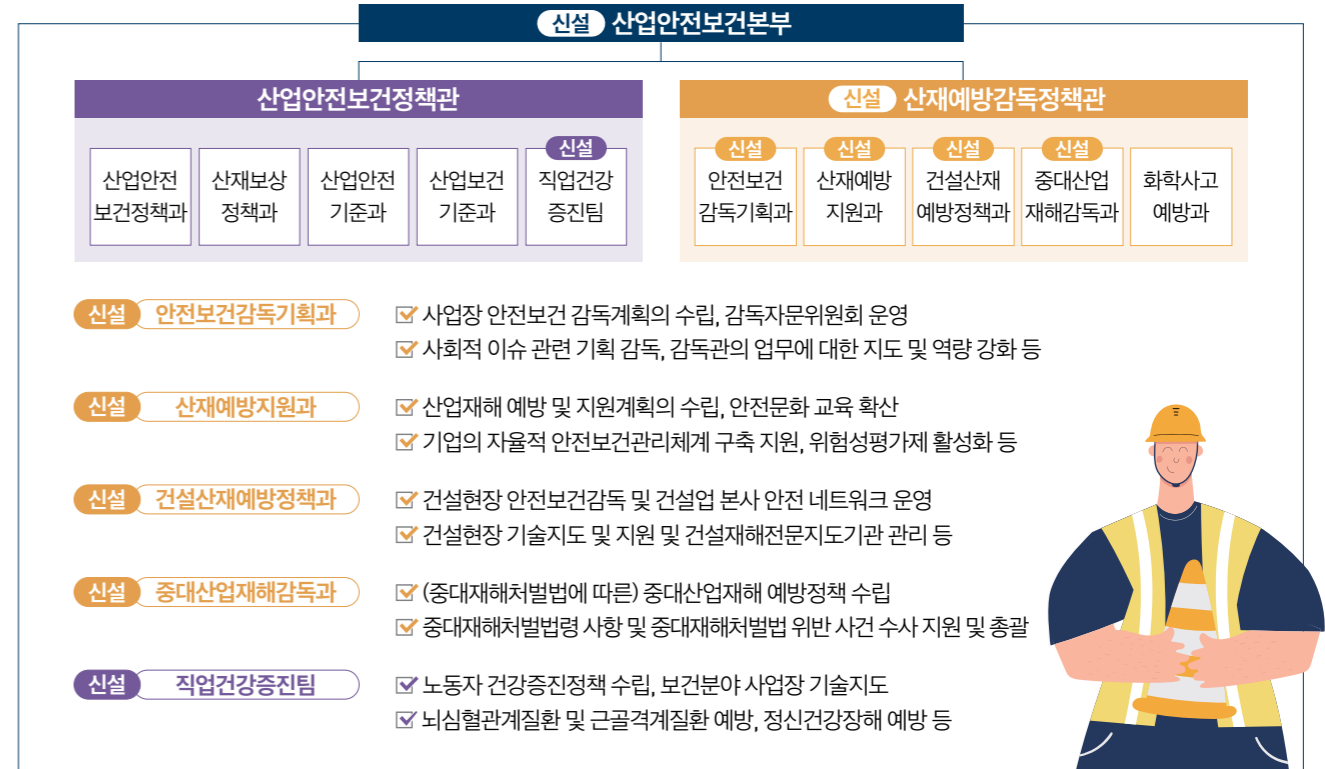 신설 산업안전보건본부
산업안전보건정책관
신설 산재예방감독정책관
산업안전
보건정책과
산재보상
정책과
산업안전
기준과
산업보건
기준과
신설
직업건강
증진팀
신설
안전보건
감독기획과
신설
산재예방
지원과
신설
건설산재
예방정책과
신설
중대산업
재해감독과
화학사고
예방과
신설 안전보건감독기획과
사업장 안전보건 감독계획의 수립, 감독자문위원회 운영
사회적 이슈 관련 기획 감독, 감독관의 업무에 대한 지도 및 역량 강화 등
신설 산재예방지원과
산업재해 예방 및 지원계획의 수립, 안전문화 교육 확산
기업의 자율적 안전보건관리체계 구축 지원, 위험성평가제 활성화 등
신설 건설산재예방정책과
건설현장 안전보건감독 및 건설업 본사 안전 네트워크 운영
건설현장 기술지도 및 지원 및 건설재해전문지도기관 관리 등
신설 중대산업재해감독과
(중대재해처벌법에 따른) 중대산업재해 예방정책 수립
중대재해처벌법령 사항 및 중대재해처벌법 위반 사건 수사 지원 및 총괄
신설 직업건강증진팀
노동자 건강증진정책 수립, 보건분야 사업장 기술지도
뇌심혈관계질환 및 근골격계질환 예방, 정신건강장해 예방 등